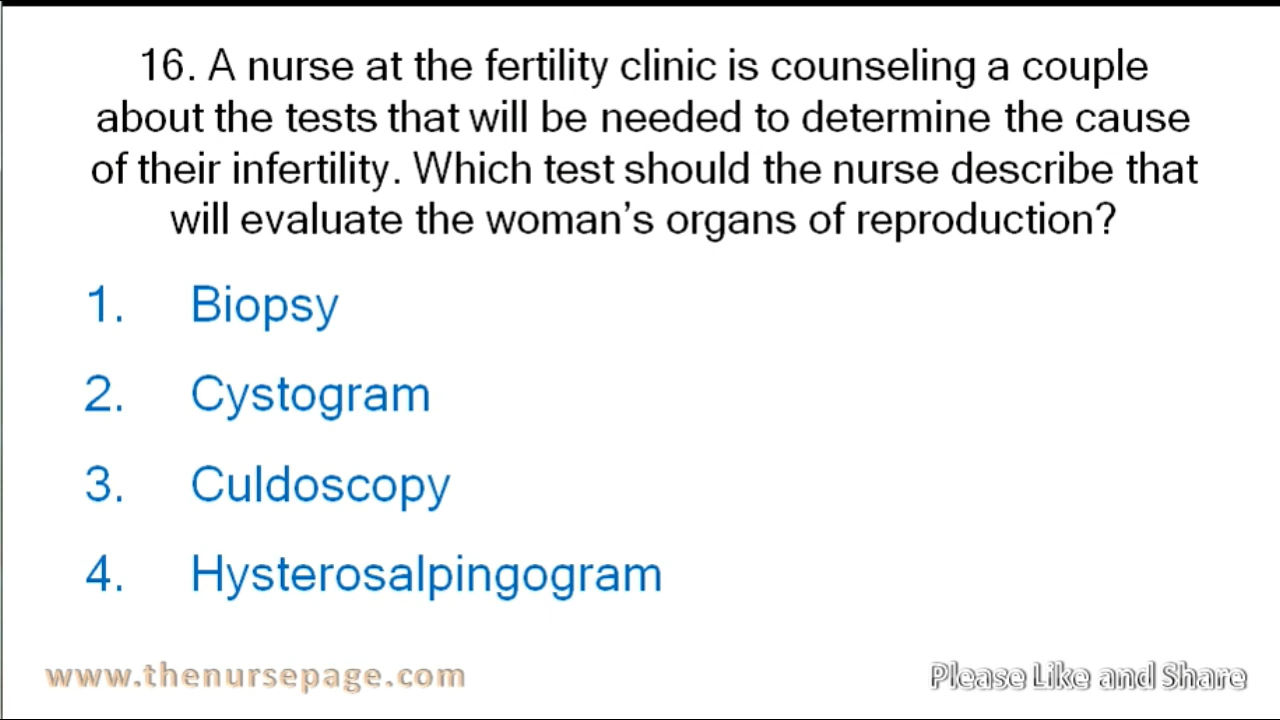 16. A nurse at the fertility clinic is counseling a couple
about the tests that will be needed to determine the cause
of their infertility. Which test should the nurse describe that
will evaluate the woman’s organs of reproduction?
1. Biopsy
2. Cystogram
3. Culdoscopy
4. Hysterosalpingogram
www.thenursepage.com Please Like and Share